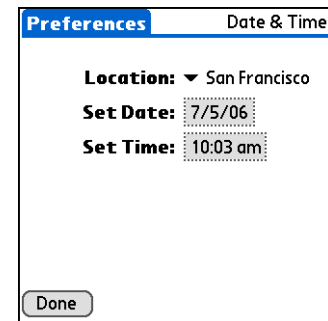 Preferences Date & Time
Location: San Francisco
Set Date: 7/5/06
Set Time: 10:03 am
Done